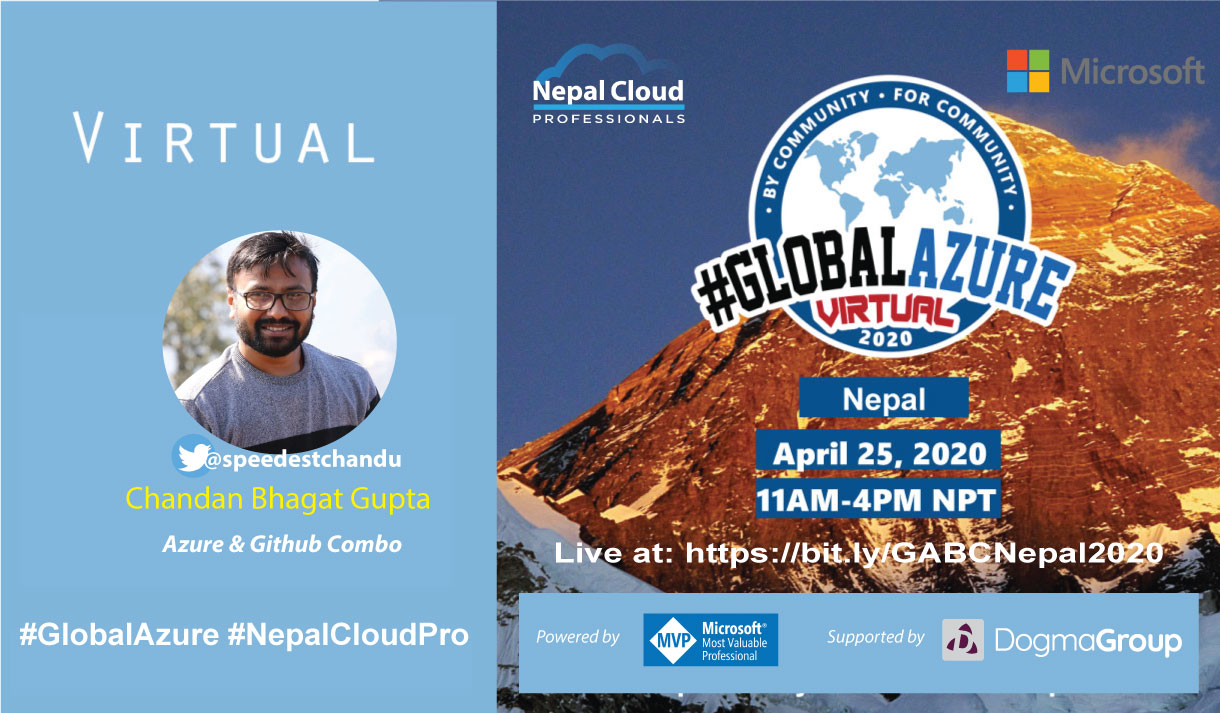 VIRTUAL
@speedestchandu
Chandan Bhagat Gupta
Azure & Github Combo
#GlobalAzure #NepalCloudPro
Nepal Cloud
PROFESSIONALS
Microsoft
• BY COMMUNITY • FOR COMMUNITY •
#GLOBALAZURE
VIRTUAL
2020
Nepal
April 25, 2020
11AM-4PM NPT
Live at: https://bit.ly/GABCNepal2020
Powered by
MVP
Microsoft®
Most Valuable
Professional
Supported by
DogmaGroup